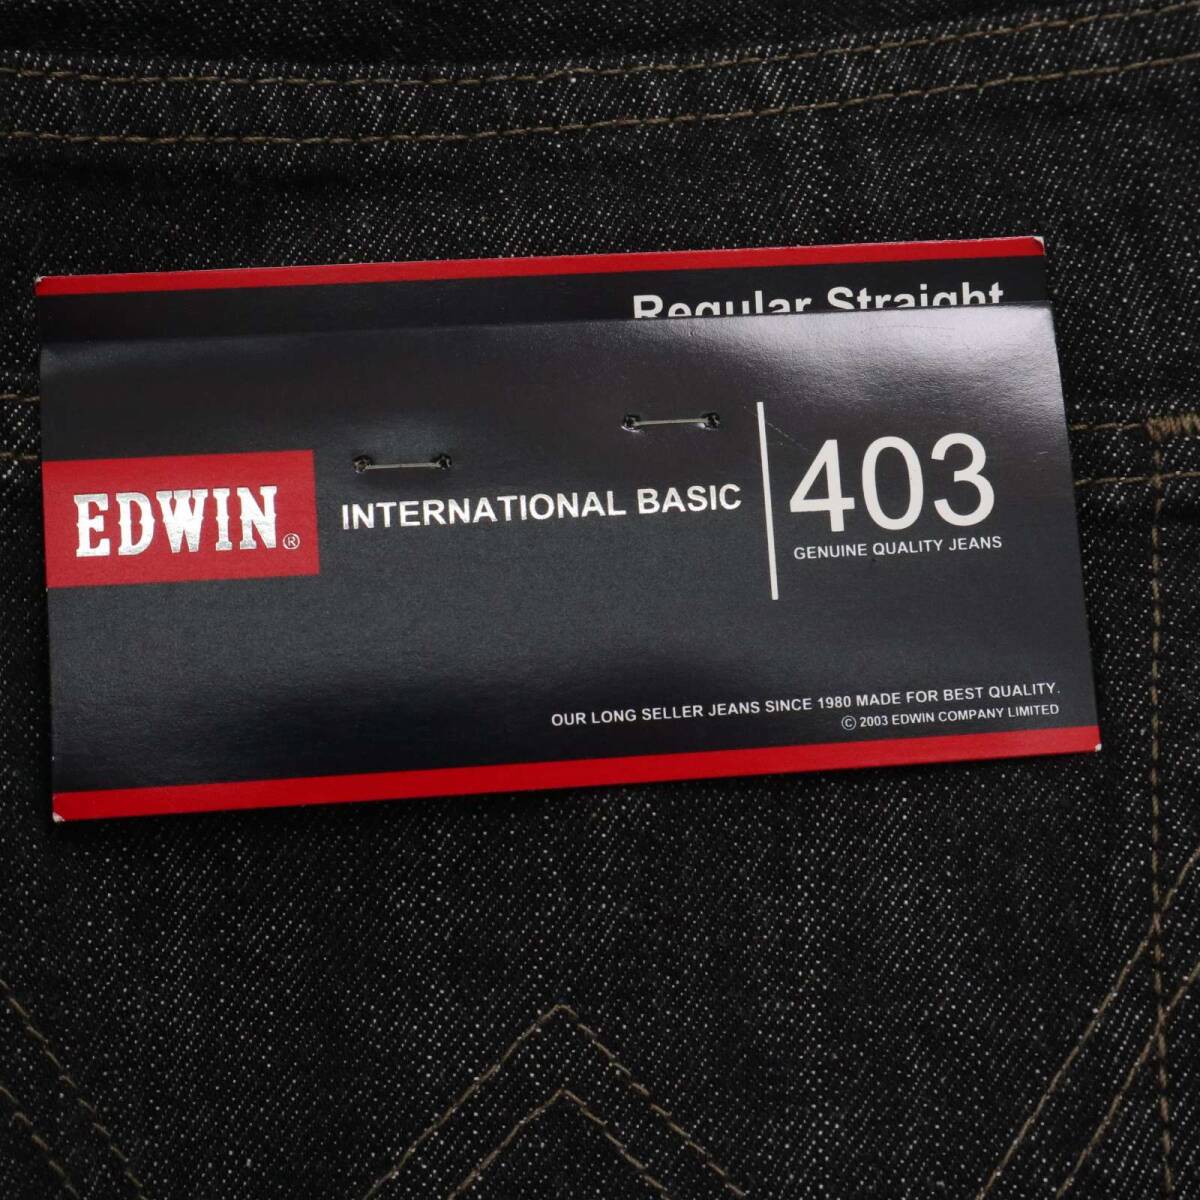 Regular Straight
EDWIN®
INTERNATIONAL BASIC
403
GENUINE QUALITY JEANS
OUR LONG SELLER JEANS SINCE 1980 MADE FOR BEST QUALITY.
© 2003 EDWIN COMPANY LIMITED